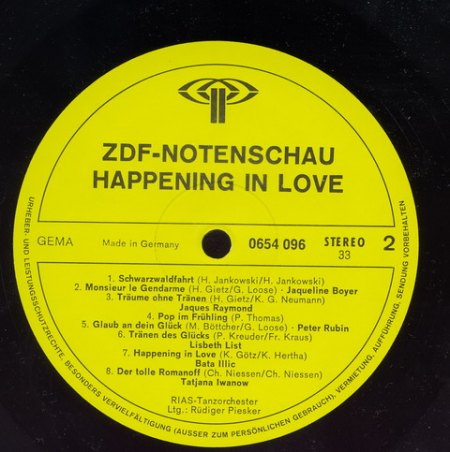 ZDF-NOTENSCHAU
HAPPENING IN LOVE
GEMA
Made in Germany
0654 096
STEREO
33
2
1. Schwarzwaldfahrt (H. Jankowski/H. Jankowski)
2. Monsieur le Gendarme (H. Gietz/G. Loose) - Jaqueline Boyer
3. Träume ohne Tränen (H. Gietz/K. G. Neumann)
Jaques Raymond
4. Pop im Frühling (P. Thomas)
5. Glaub an dein Glück (M. Böttcher/G. Loose) - Peter Rubin
6. Tränen des Glücks (P. Kreuder/Fr. Kraus)
Lisbeth List
7. Happening in Love (K. Götz/K. Hertha)
Bata Illic
8. Der tolle Romanoff (Ch. Niessen/Ch. Niessen)
Tatjana Iwanow
RIAS-Tanzorchester
Ltg.: Rüdiger Piesker
URHEBER- UND LEISTUNGSSCHUTZRECHTE, BESONDERS VERVIELFÄLTIGUNG (AUSSER ZUM PERSÖNLICHEN GEBRAUCH), VERMIETUNG, AUFFÜHRUNG, SENDUNG VORBEHALTEN